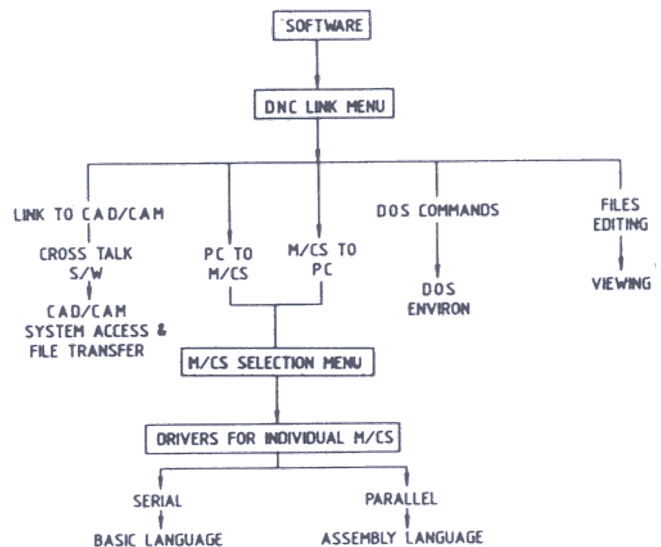 SOFTWARE
DNC LINK MENU
LINK TO CAD/CAM
CROSS TALK
S/W
CAD/CAM
SYSTEM ACCESS &
FILE TRANSFER
PC TO
M/CS
M/CS TO
PC
DOS COMMANDS
DOS
ENVIRON
FILES
EDITING
VIEWING
M/CS SELECTION MENU
DRIVERS FOR INDIVIDUAL M/CS
SERIAL
BASIC LANGUAGE
PARALLEL
ASSEMBLY LANGUAGE